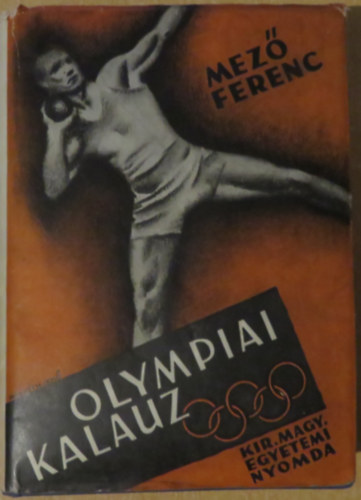 MEZŐ
FERENC
OLYMPIAI
KALAUZ
KIR. MAGY.
EGYETEMI
NYOMDA